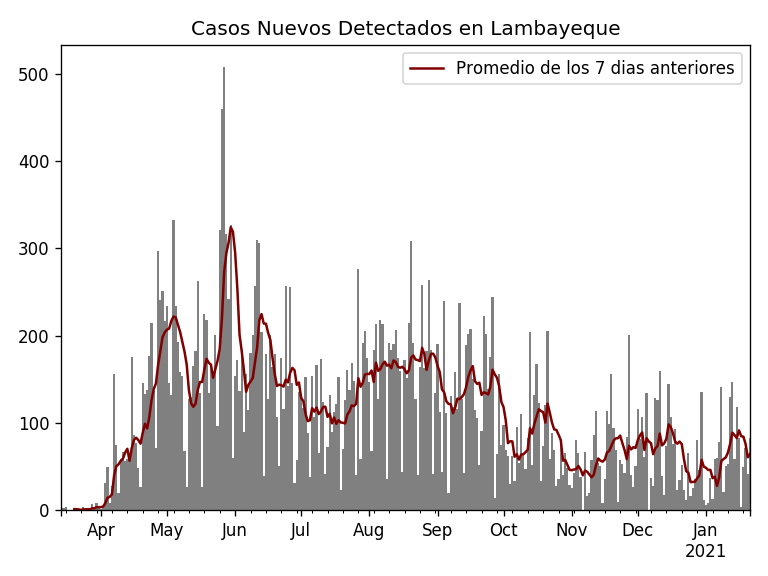 Casos Nuevos Detectados en Lambayeque
Promedio de los 7 dias anteriores
500
400
300
200
100
0
Apr May Jun Jul Aug Sep Oct Nov Dec Jan
2021